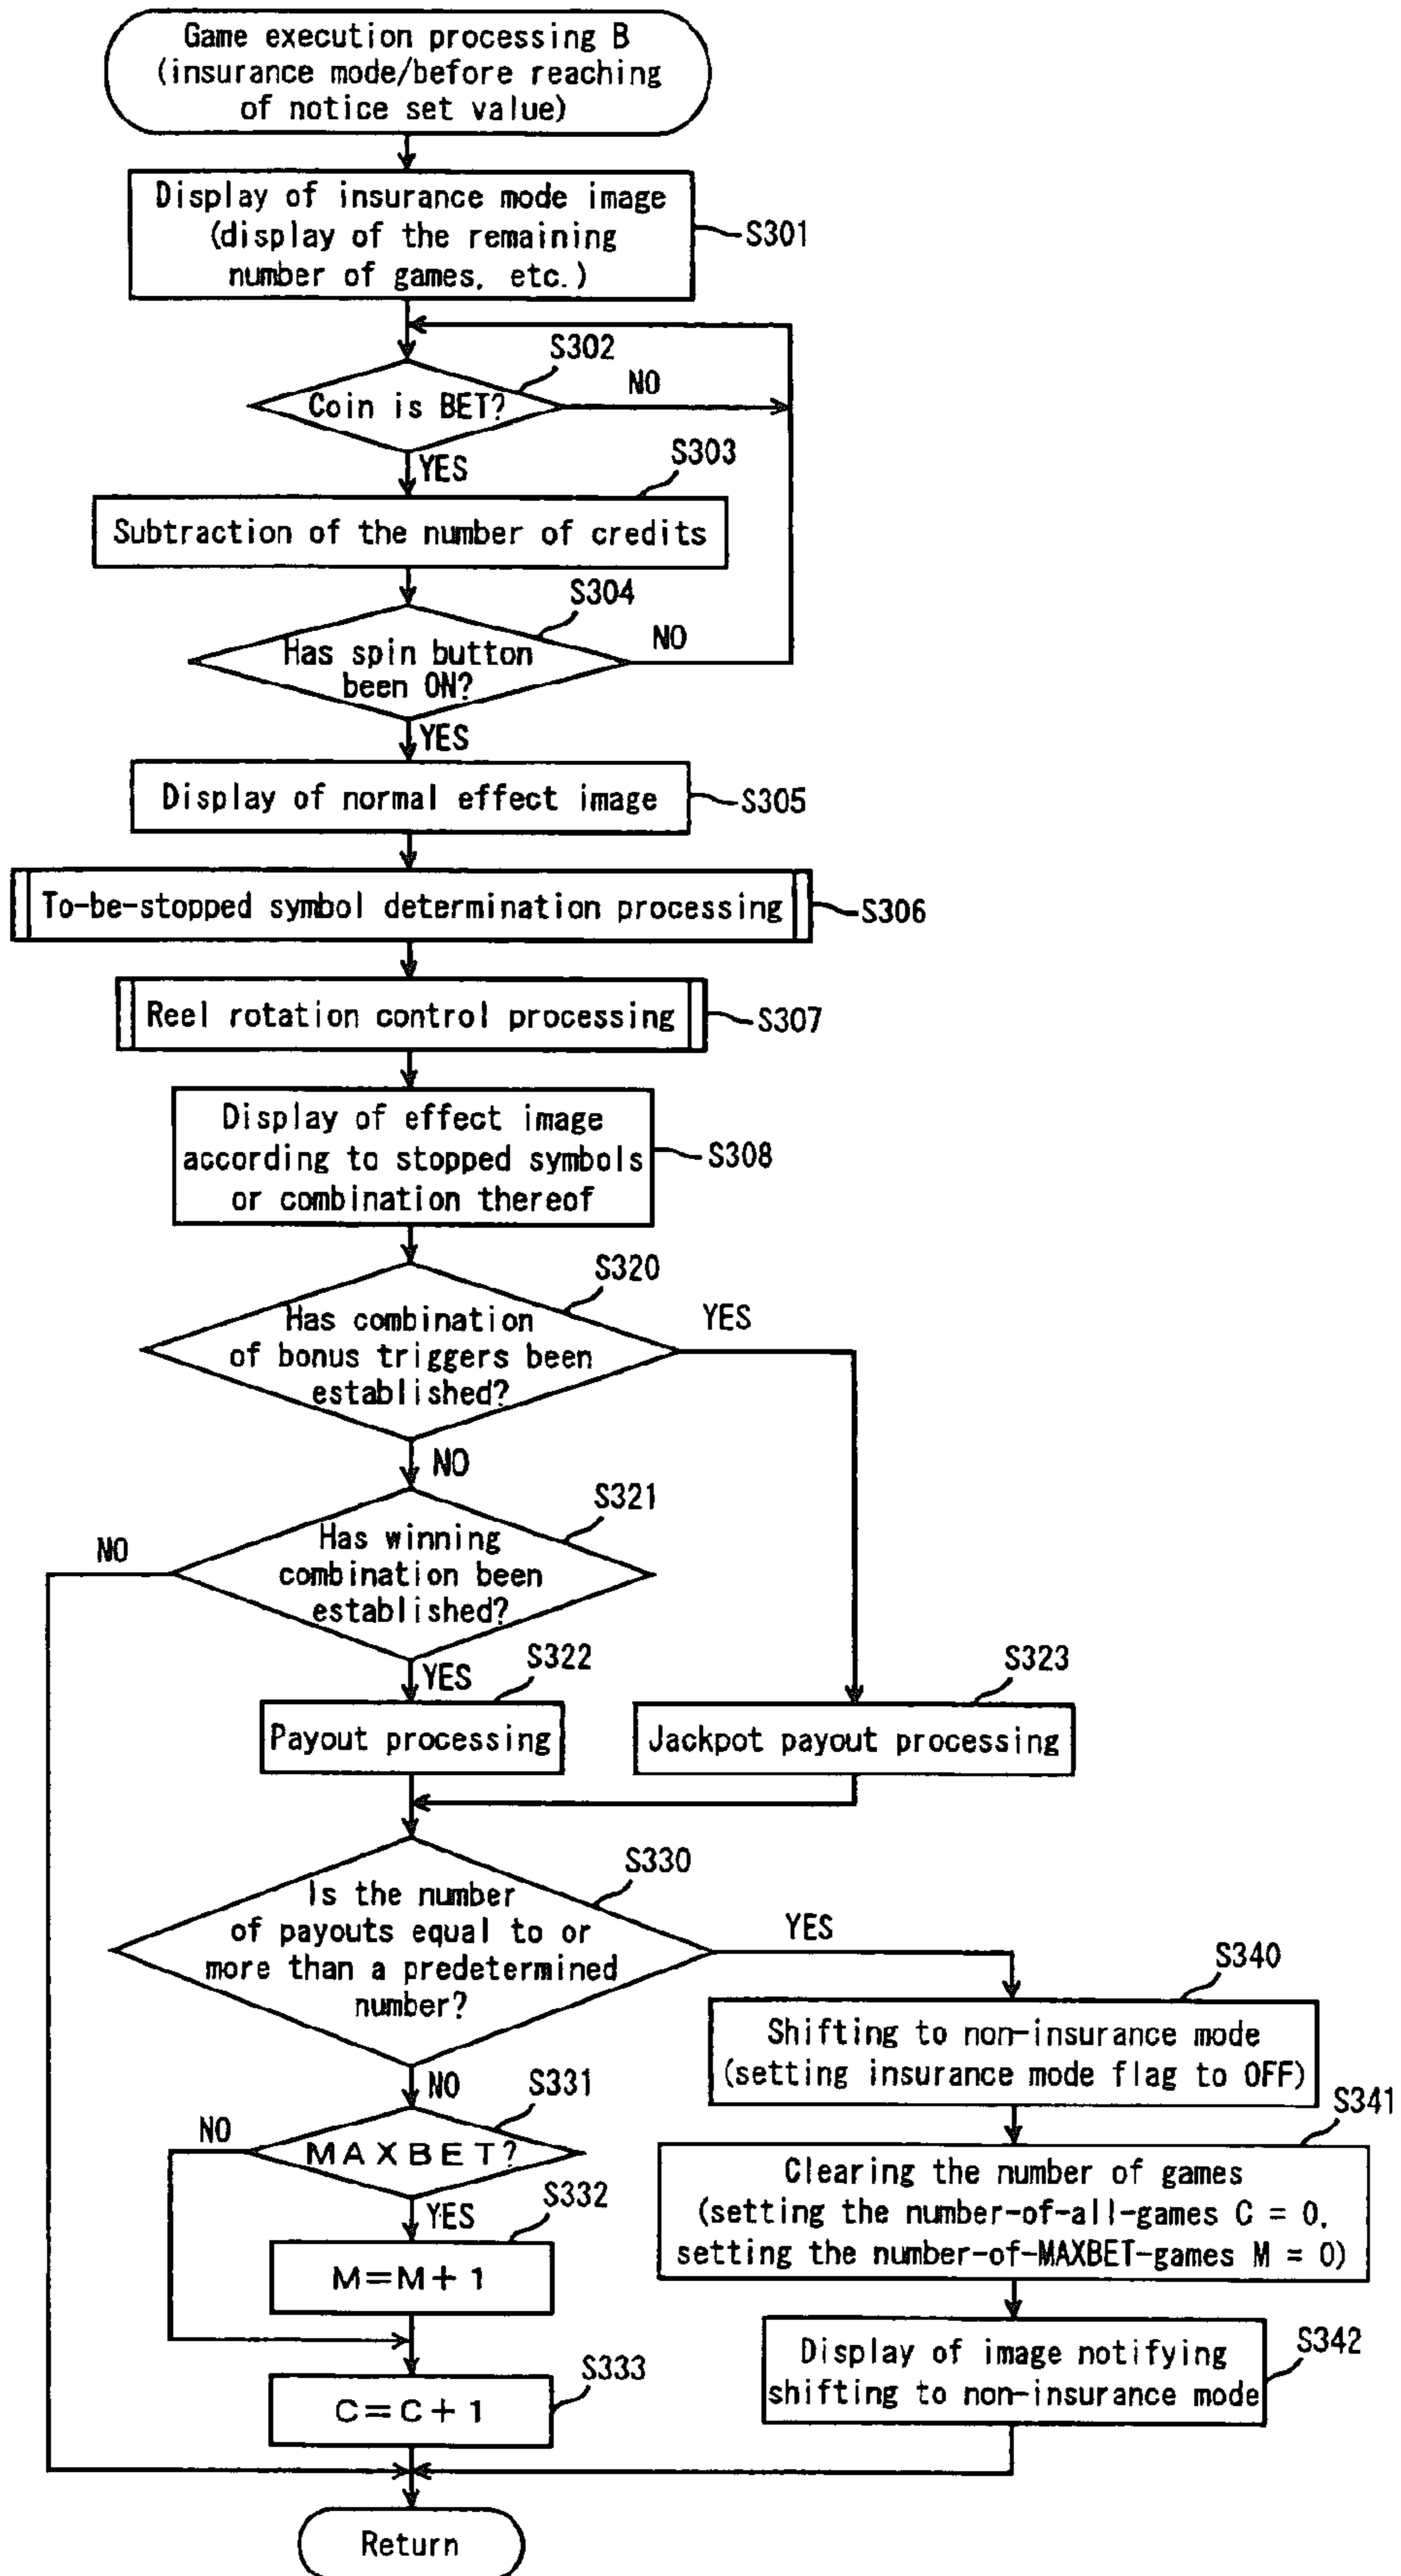 Game execution processing B
(insurance mode/before reaching
of notice set value)
Display of insurance mode image
(display of the remaining
number of games, etc.)
S301
S302
Coin is BET?
NO
YES
S303
Subtraction of the number of credits
S304
Has spin button
been ON?
NO
YES
Display of normal effect image
S305
To-be-stopped symbol determination processing
S306
Reel rotation control processing
S307
Display of effect image
according to stopped symbols
or combination thereof
S308
S320
Has combination
of bonus triggers been
established?
YES
NO
S321
Has winning
combination been
established?
NO
YES
S322
Payout processing
S323
Jackpot payout processing
S330
Is the number
of payouts equal to or
more than a predetermined
number?
YES
NO
S340
Shifting to non-insurance mode
(setting insurance mode flag to OFF)
S331
MAXBET?
NO
YES
S341
Clearing the number of games
(setting the number-of-all-games C = 0,
setting the number-of-MAXBET-games M = 0)
S332
M=M+1
S342
Display of image notifying
shifting to non-insurance mode
S333
C=C+1
Return